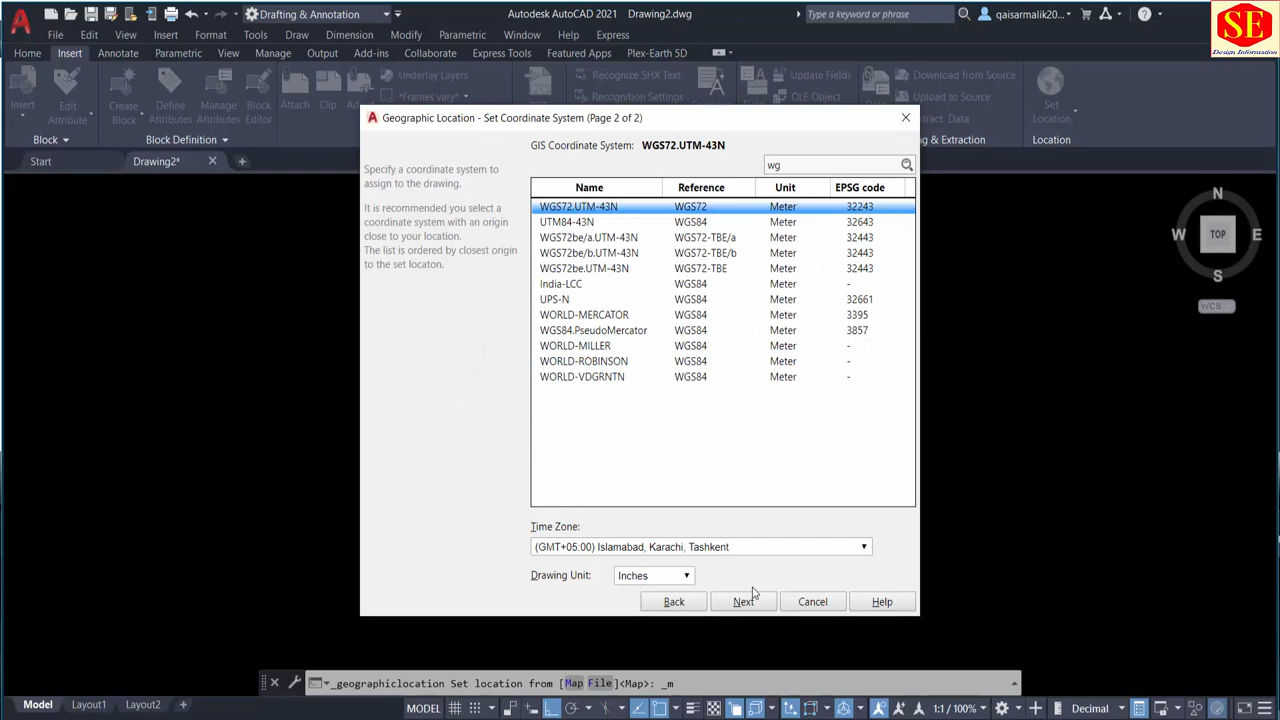 Drafting & Annotation
Autodesk AutoCAD 2021 Drawing2.dwg
Type a keyword or phrase
qaisarmalik20...
SE
Design Information
File Edit View Insert Format Tools Draw Dimension Modify Parametric Window Help Express
Home Insert Annotate Parametric View Manage Output Add-ins Collaborate Express Tools Featured Apps Plex-Earth 5D
Underlay Layers
*Frames vary*
Recognize SHX Text
Recognition Settings
Update Fields
OLE Object
Download from Source
Upload to Source
Insert
Edit
Attribute
Create
Block
Define
Attributes
Manage
Attributes
Block
Editor
Attach
Clip
Set
Location
Block
Block Definition
& Extraction
Location
Start
Drawing2*
Geographic Location - Set Coordinate System (Page 2 of 2)
Specify a coordinate system to
assign to the drawing.
It is recommended you select a
coordinate system with an origin
close to your location.
The list is ordered by closest origin
to the set locaton.
GIS Coordinate System: WGS72.UTM-43N
wg
Name Reference Unit EPSG code
WGS72.UTM-43N WGS72 Meter 32243
UTM84-43N WGS84 Meter 32643
WGS72be/a.UTM-43N WGS72-TBE/a Meter 32443
WGS72be/b.UTM-43N WGS72-TBE/b Meter 32443
WGS72be.UTM-43N WGS72-TBE Meter 32443
India-LCC WGS84 Meter -
UPS-N WGS84 Meter 32661
WORLD-MERCATOR WGS84 Meter 3395
WGS84.PseudoMercator WGS84 Meter 3857
WORLD-MILLER WGS84 Meter -
WORLD-ROBINSON WGS84 Meter -
WORLD-VDGRNTN WGS84 Meter -
Time Zone:
(GMT+05:00) Islamabad, Karachi, Tashkent
Drawing Unit: Inches
Back Next Cancel Help
N
W TOP E
S
WCS
_geographiclocation Set location from [Map File]<Map>: _m
Model Layout1 Layout2
MODEL
1:1 / 100%
Decimal